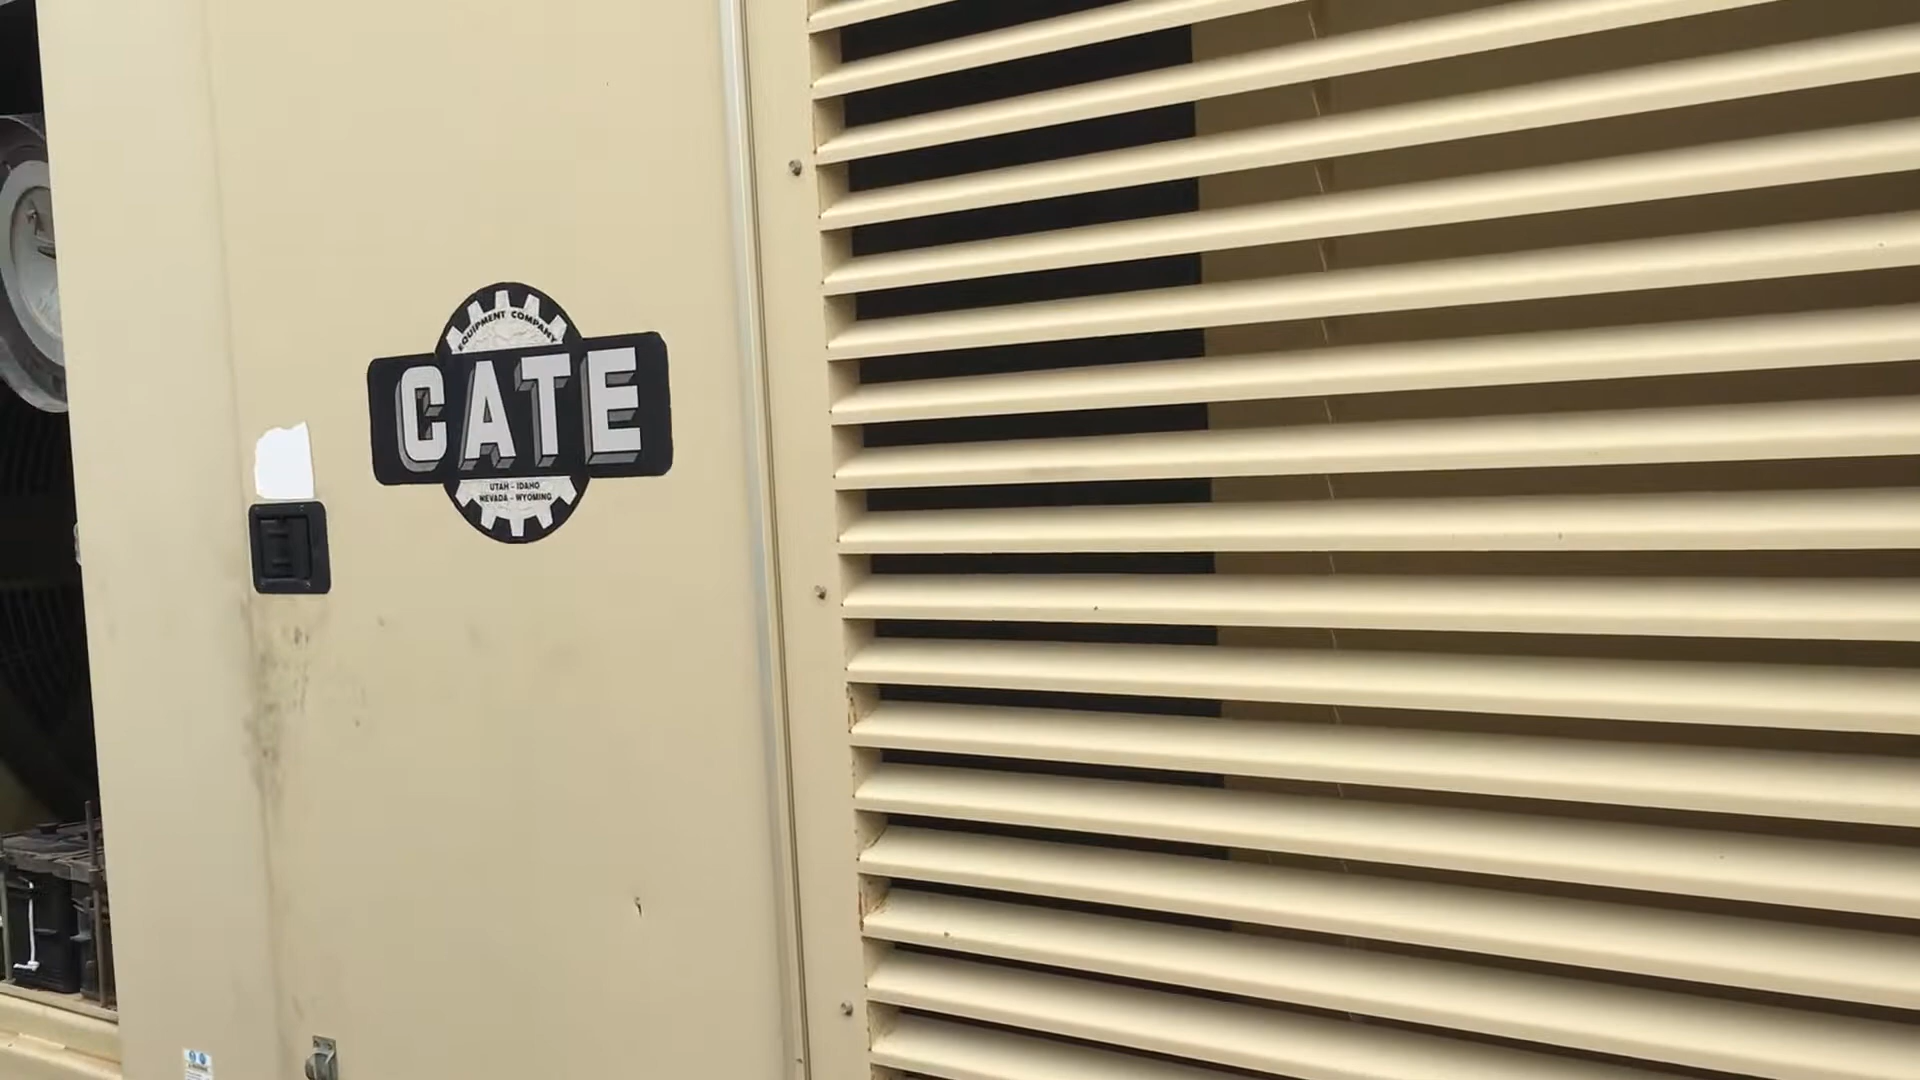 EQUIPMENT COMPANY
CATE
UTAH - IDAHO
NEVADA - WYOMING